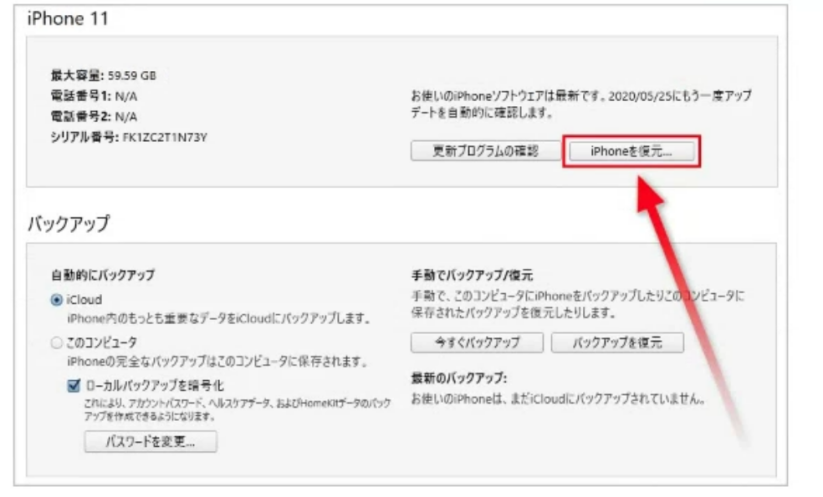 iPhone 11
最大容量: 59.59 GB
電話番号1: N/A
電話番号2: N/A
シリアル番号: FK1ZC2T1N73Y
お使いのiPhoneソフトウェアは最新です。2020/05/25にもう一度アップ
デートを自動的に確認します。
更新プログラムの確認
iPhoneを復元...
バックアップ
自動的にバックアップ
iCloud
iPhone内のもっとも重要なデータをiCloudにバックアップします。
このコンピュータ
iPhoneの完全なバックアップはこのコンピュータに保存されます。
ローカルバックアップを暗号化
これにより、アカウントパスワード、ヘルスケアデータ、およびHomeKitデータのバック
アップを作成できるようになります。
パスワードを変更...
手動でバックアップ/復元
手動で、このコンピュータにiPhoneをバックアップしたりこのコンピュータに
保存されたバックアップを復元したりします。
今すぐバックアップ
バックアップを復元
最新のバックアップ:
お使いのiPhoneは、まだiCloudにバックアップされていません。